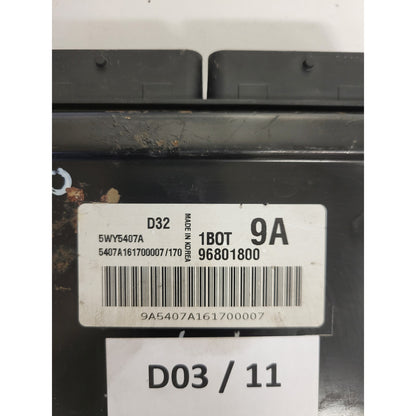 D32
5WY5407A
5407A161700007/170
MADE IN KOREA
1BOT 9A
96801800
9A5407A161700007
D03 / 11